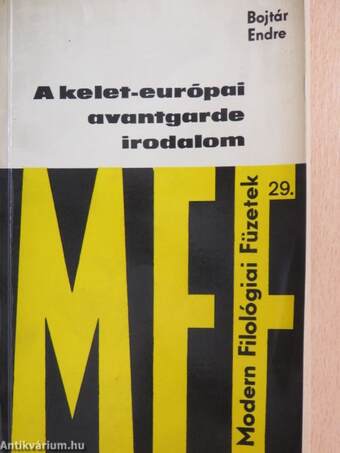 Bojtár
Endre
A kelet-európai
avantgarde
irodalom
MFF
Modern Filológiai Füzetek
29.
Antikvárium.hu